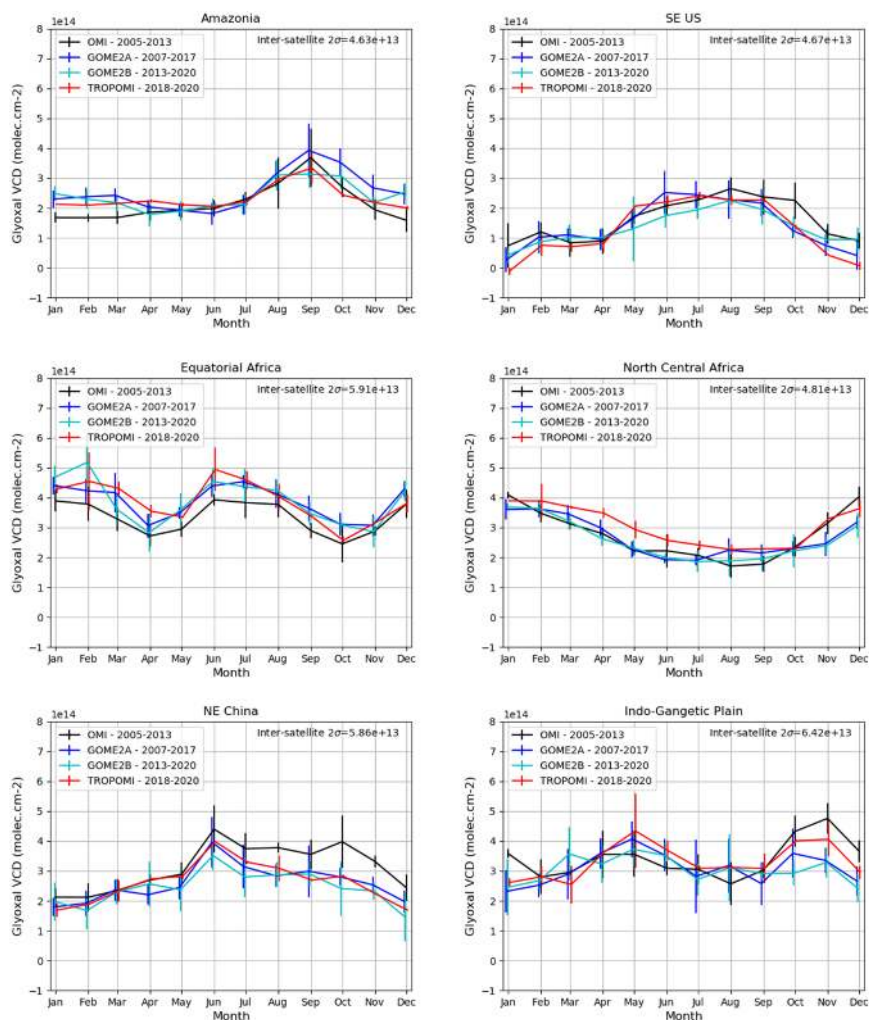 Amazonia
1e14
OMI - 2005-2013
GOME2A - 2007-2017
GOME2B - 2013-2020
TROPOMI - 2018-2020
Inter-satellite 2σ=4.63e+13
Glyoxal VCD (molec.cm-2)
8
7
6
5
4
3
2
1
0
−1
Jan Feb Mar Apr May Jun Jul Aug Sep Oct Nov Dec
Month
SE US
1e14
OMI - 2005-2013
GOME2A - 2007-2017
GOME2B - 2013-2020
TROPOMI - 2018-2020
Inter-satellite 2σ=4.67e+13
Glyoxal VCD (molec.cm-2)
8
7
6
5
4
3
2
1
0
−1
Jan Feb Mar Apr May Jun Jul Aug Sep Oct Nov Dec
Month
Equatorial Africa
1e14
OMI - 2005-2013
GOME2A - 2007-2017
GOME2B - 2013-2020
TROPOMI - 2018-2020
Inter-satellite 2σ=5.91e+13
Glyoxal VCD (molec.cm-2)
8
7
6
5
4
3
2
1
0
−1
Jan Feb Mar Apr May Jun Jul Aug Sep Oct Nov Dec
Month
North Central Africa
1e14
OMI - 2005-2013
GOME2A - 2007-2017
GOME2B - 2013-2020
TROPOMI - 2018-2020
Inter-satellite 2σ=4.81e+13
Glyoxal VCD (molec.cm-2)
8
7
6
5
4
3
2
1
0
−1
Jan Feb Mar Apr May Jun Jul Aug Sep Oct Nov Dec
Month
NE China
1e14
OMI - 2005-2013
GOME2A - 2007-2017
GOME2B - 2013-2020
TROPOMI - 2018-2020
Inter-satellite 2σ=5.86e+13
Glyoxal VCD (molec.cm-2)
8
7
6
5
4
3
2
1
0
−1
Jan Feb Mar Apr May Jun Jul Aug Sep Oct Nov Dec
Month
Indo-Gangetic Plain
1e14
OMI - 2005-2013
GOME2A - 2007-2017
GOME2B - 2013-2020
TROPOMI - 2018-2020
Inter-satellite 2σ=6.42e+13
Glyoxal VCD (molec.cm-2)
8
7
6
5
4
3
2
1
0
−1
Jan Feb Mar Apr May Jun Jul Aug Sep Oct Nov Dec
Month